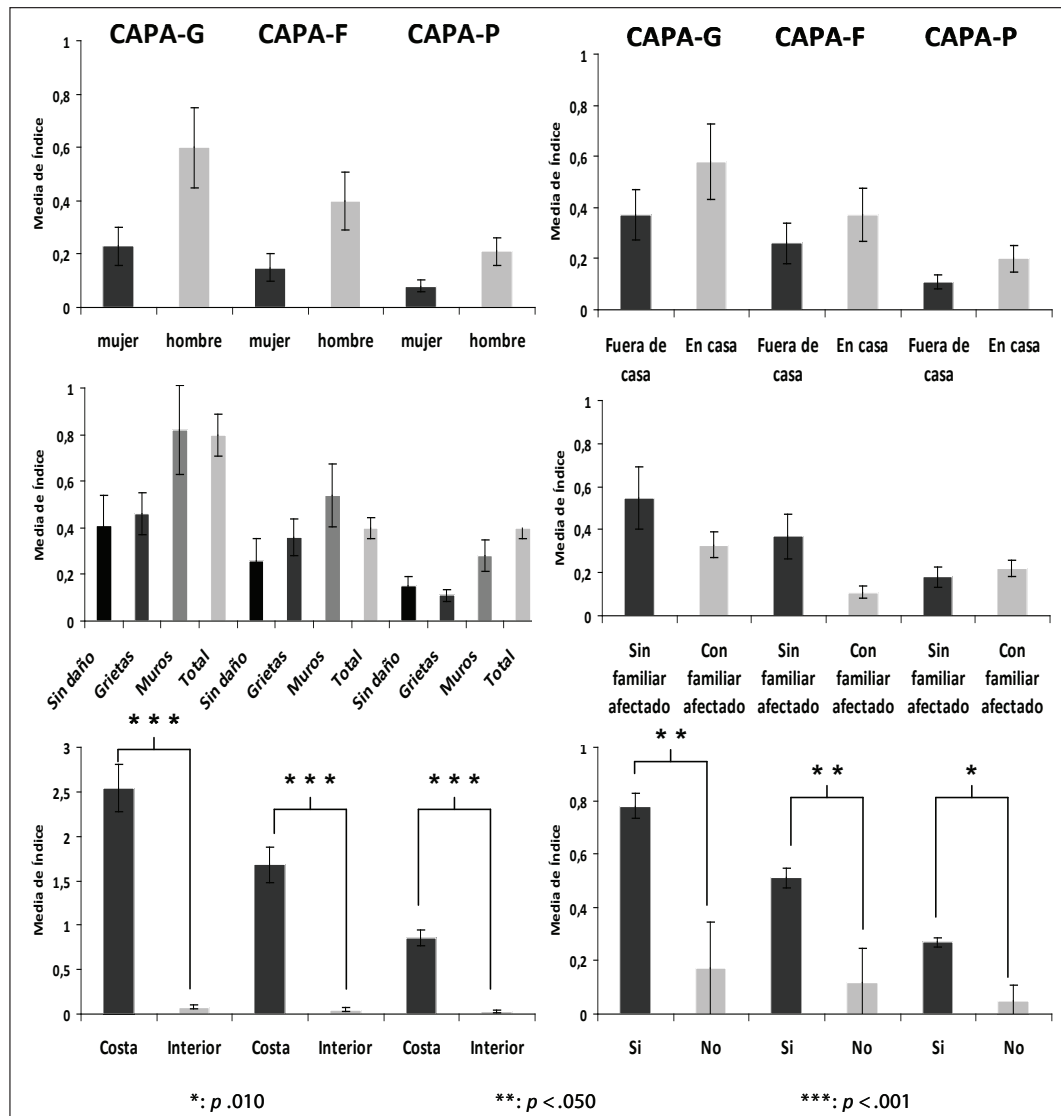 CAPA-G CAPA-F CAPA-P
Media de Índice
1
0,8
0,6
0,4
0,2
0
mujer hombre mujer hombre mujer hombre
CAPA-G CAPA-F CAPA-P
Media de índice
1
0,8
0,6
0,4
0,2
0
Fuera de casa En casa Fuera de casa En casa Fuera de casa En casa
Media de índice
1
0,8
0,6
0,4
0,2
0
Sin daño Grietas Muros Total Sin daño Grietas Muros Total Sin daño Grietas Muros Total
Media de índice
1
0,8
0,6
0,4
0,2
0
Sin familiar afectado Con familiar afectado Sin familiar afectado Con familiar afectado Sin familiar afectado Con familiar afectado
Media de índice
3
2,5
2
1,5
1
0,5
0
* * *
* * *
* * *
Costa Interior Costa Interior Costa Interior
Media de índice
1
0,8
0,6
0,4
0,2
0
* *
* *
*
Si No Si No Si No
*: p .010 **: p < .050 ***: p < .001